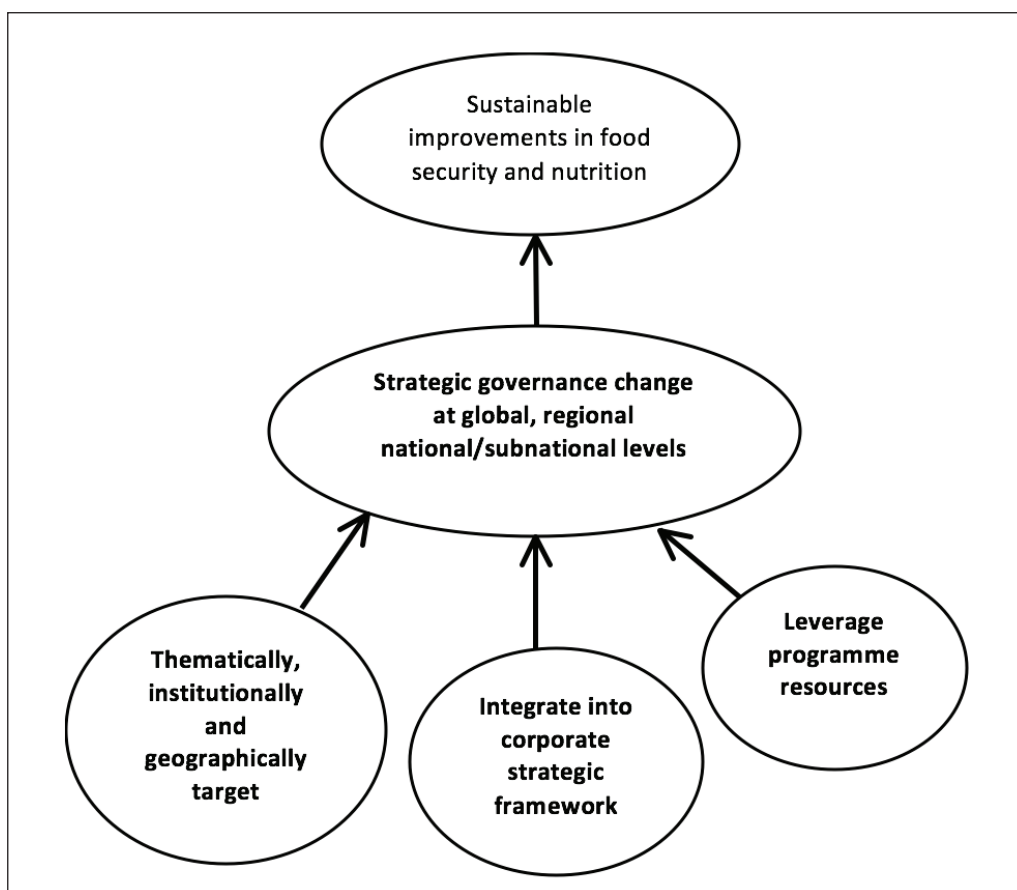 Sustainable
improvements in food
security and nutrition
Strategic governance change
at global, regional
national/subnational levels
Thematically,
institutionally
and
geographically
target
Integrate into
corporate
strategic
framework
Leverage
programme
resources